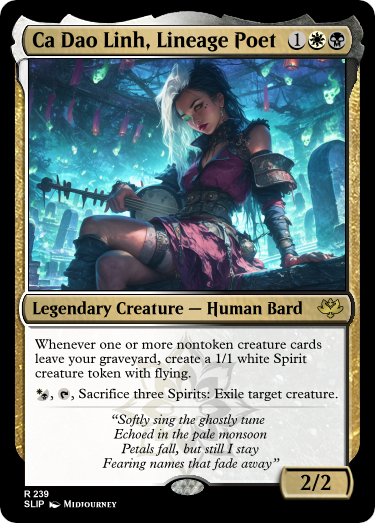 Ca Dao Linh, Lineage Poet 1
Legendary Creature — Human Bard
Whenever one or more nontoken creature cards
leave your graveyard, create a 1/1 white Spirit
creature token with flying.
, , Sacrifice three Spirits: Exile target creature.
“Softly sing the ghostly tune
Echoed in the pale monsoon
Petals fall, but still I stay
Fearing names that fade away”
2/2
R 239
SLIP Midjourney